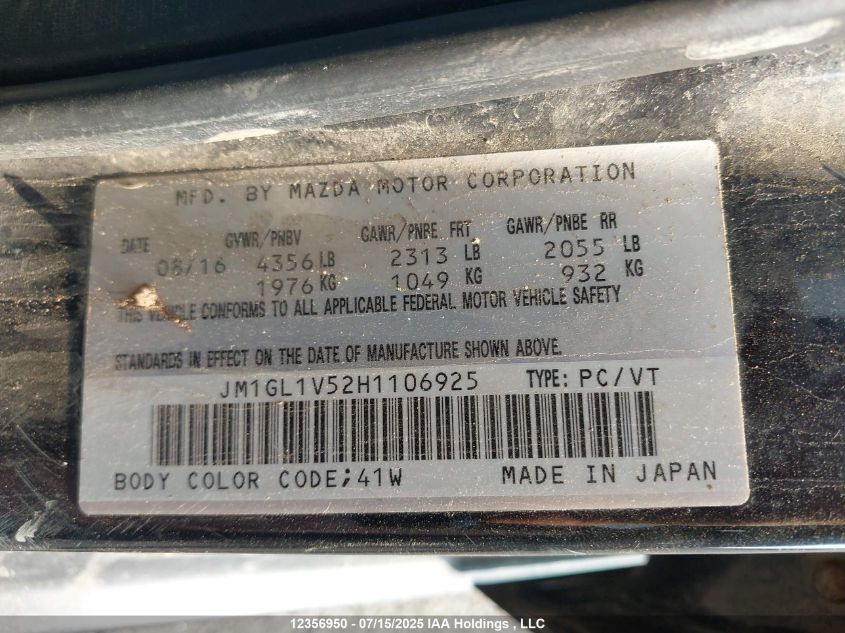 MFD. BY MAZDA MOTOR CORPORATION
DATE GVWR/PNBV GAWR/PNBE FRT GAWR/PNBE RR
08/16 4356 LB 2313 LB 2055 LB
1976 KG 1049 KG 932 KG
THIS VEHICLE CONFORMS TO ALL APPLICABLE FEDERAL MOTOR VEHICLE SAFETY
STANDARDS IN EFFECT ON THE DATE OF MANUFACTURE SHOWN ABOVE.
JM1GL1V52H1106925 TYPE: PC/VT
BODY COLOR CODE;41W MADE IN JAPAN
12356950 - 07/15/2025 IAA Holdings , LLC